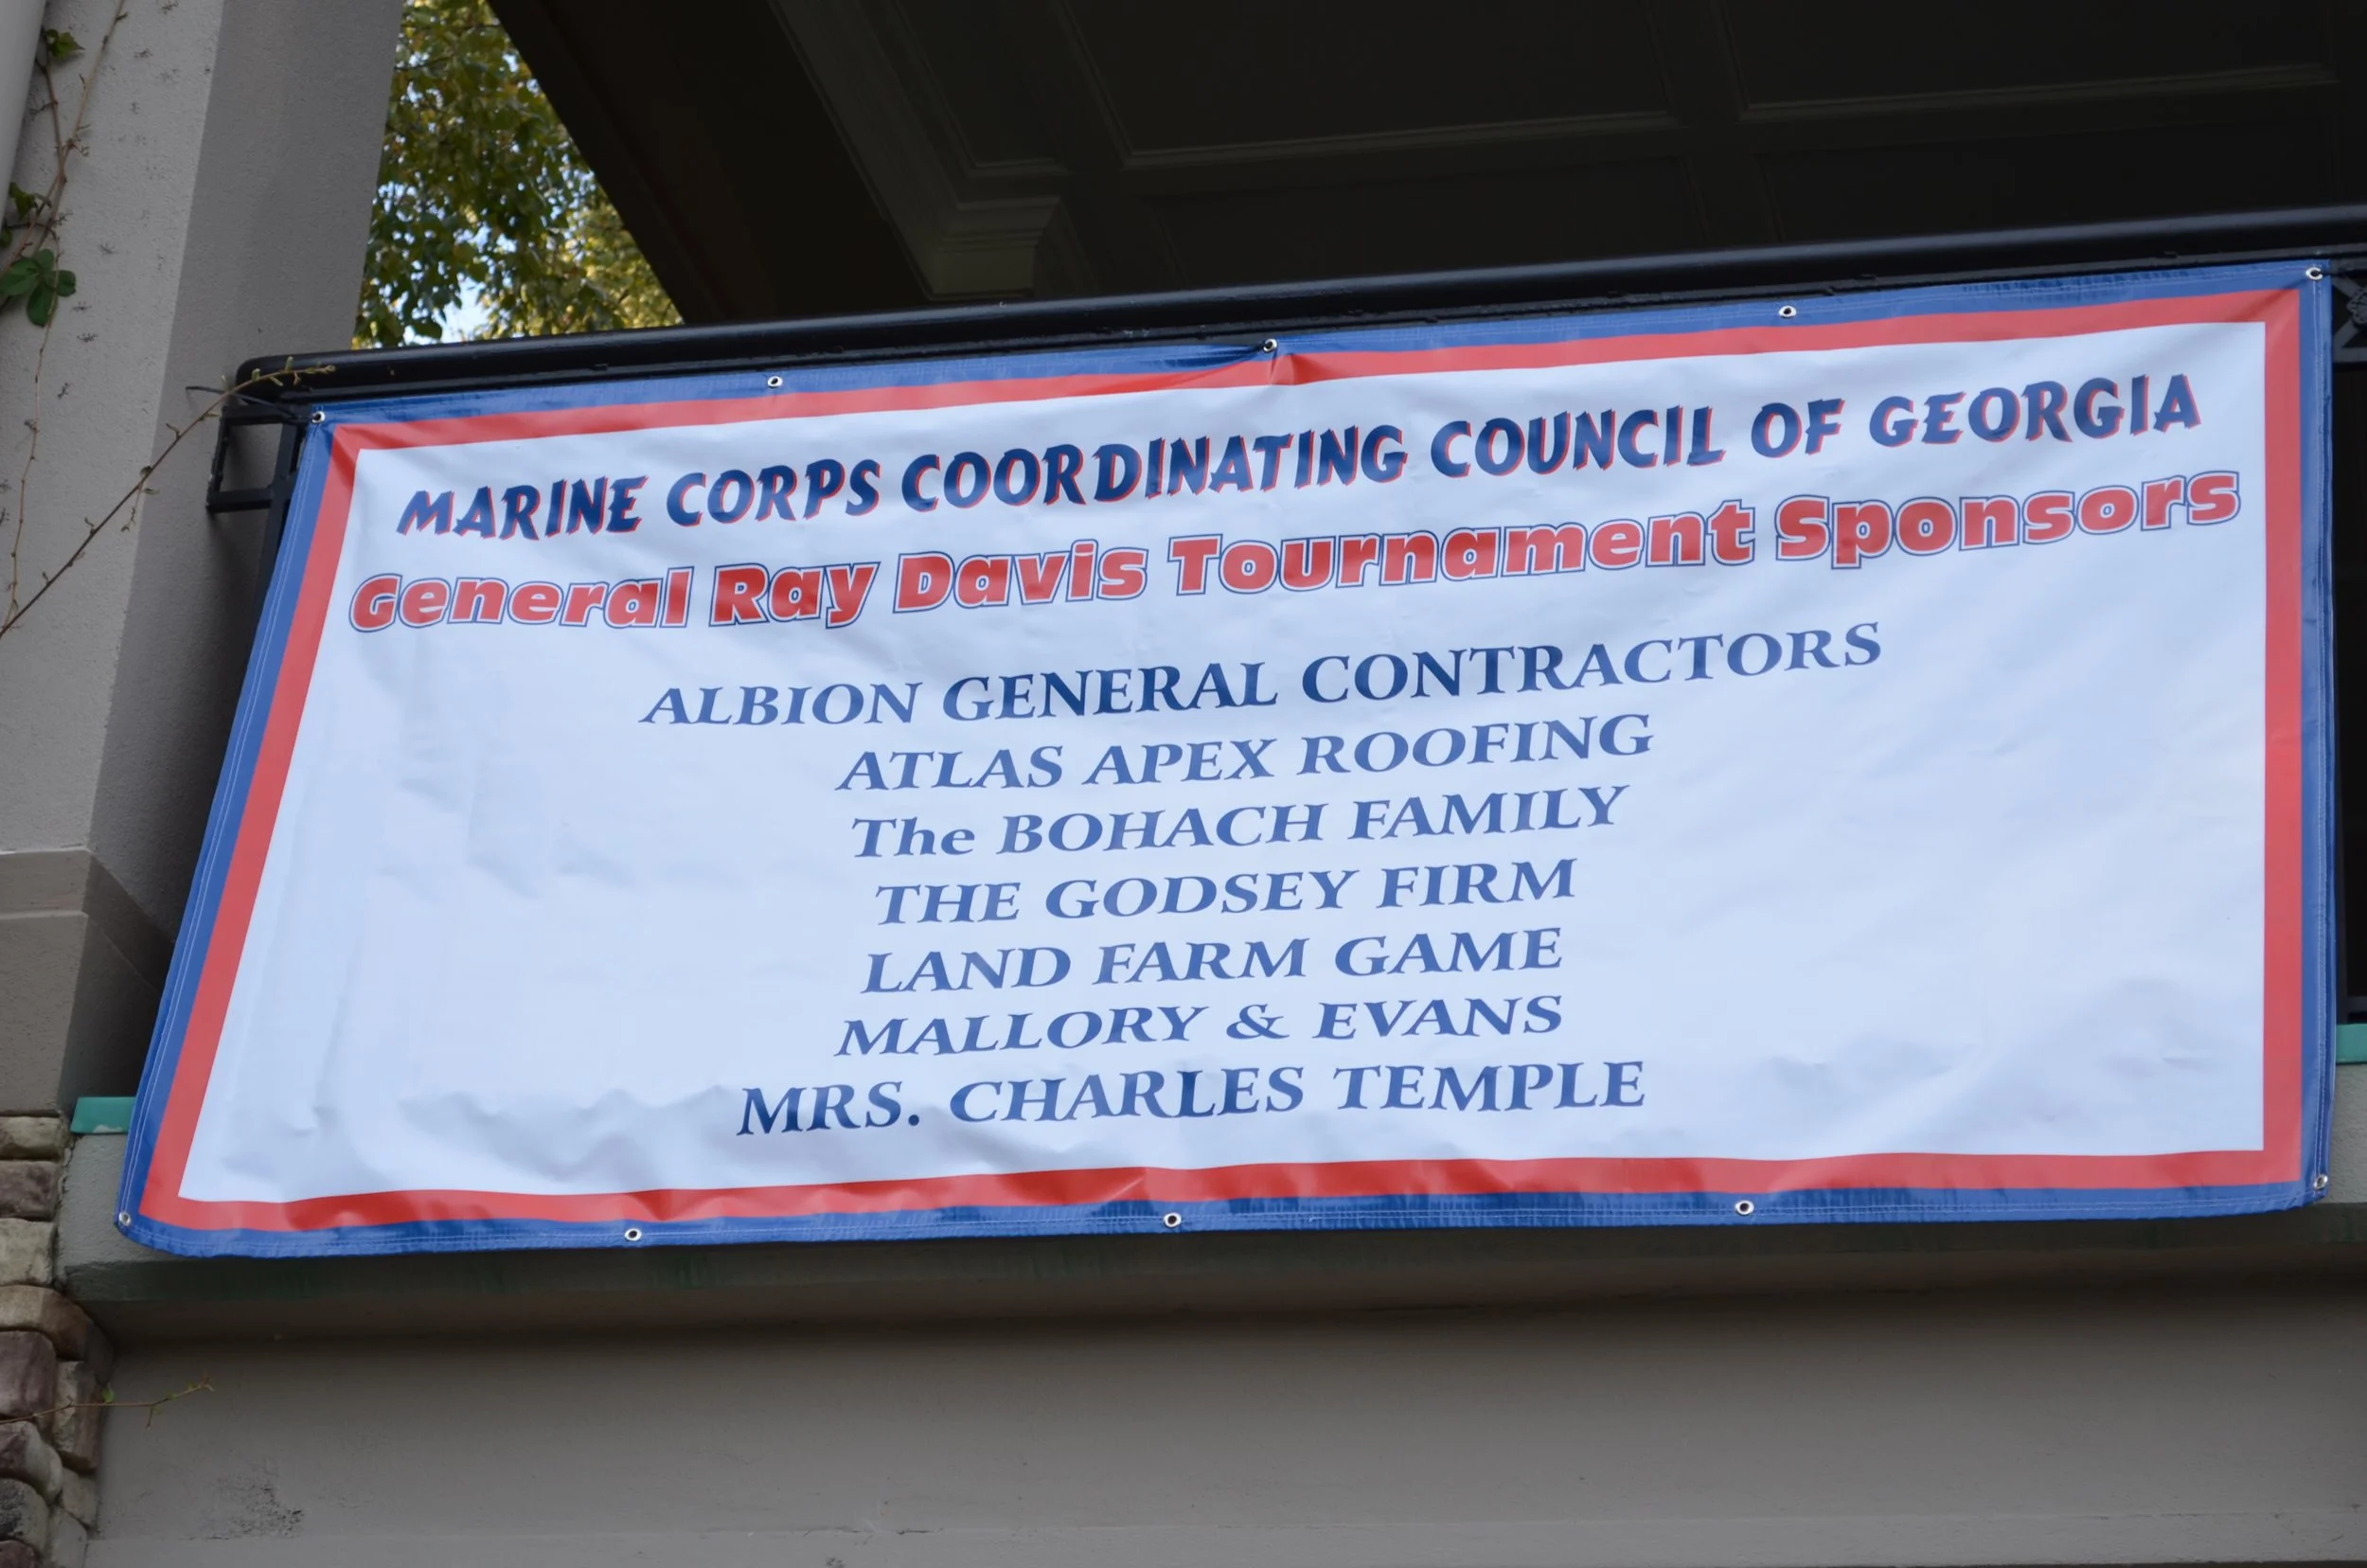 MARINE CORPS COORDINATING COUNCIL OF GEORGIA
General Ray Davis Tournament Sponsors
ALBION GENERAL CONTRACTORS
ATLAS APEX ROOFING
The BOHACH FAMILY
THE GODSEY FIRM
LAND FARM GAME
MALLORY & EVANS
MRS. CHARLES TEMPLE